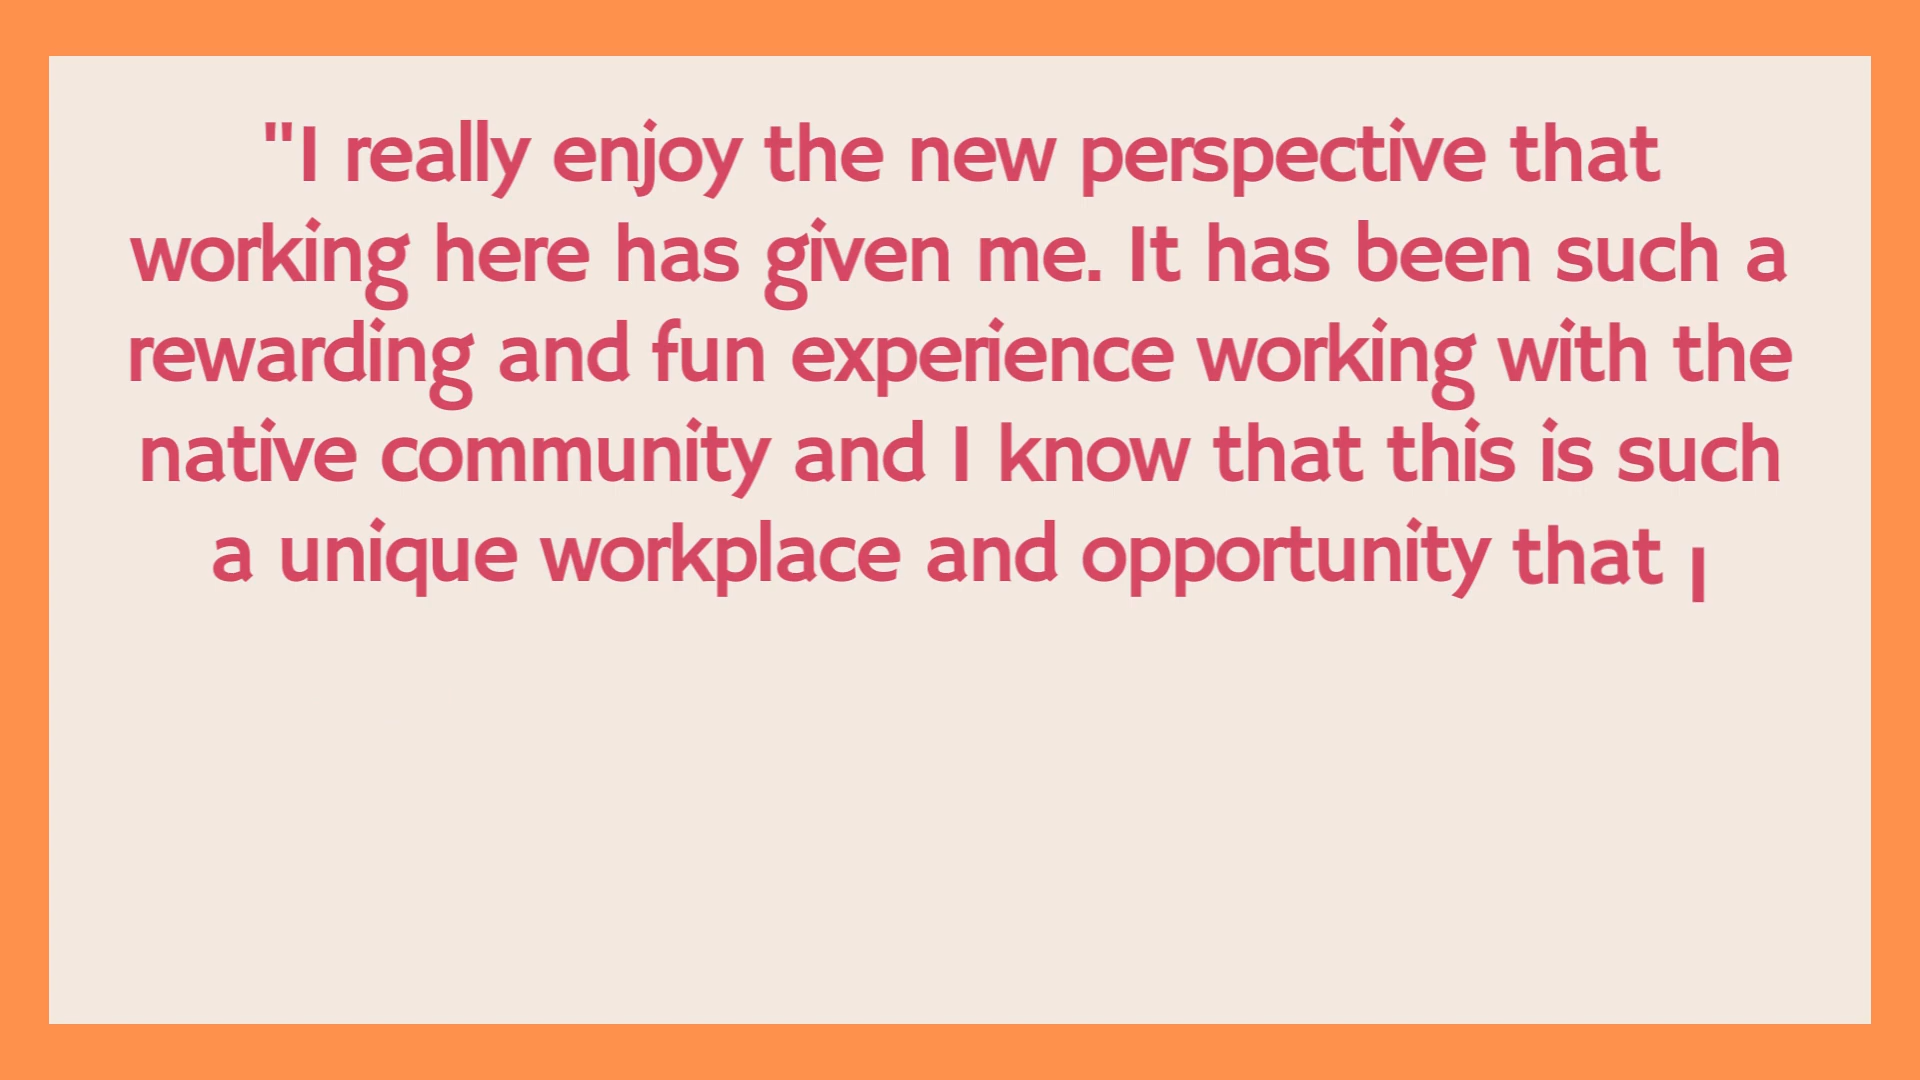 "I really enjoy the new perspective that
working here has given me. It has been such a
rewarding and fun experience working with the
native community and I know that this is such
a unique workplace and opportunity that I